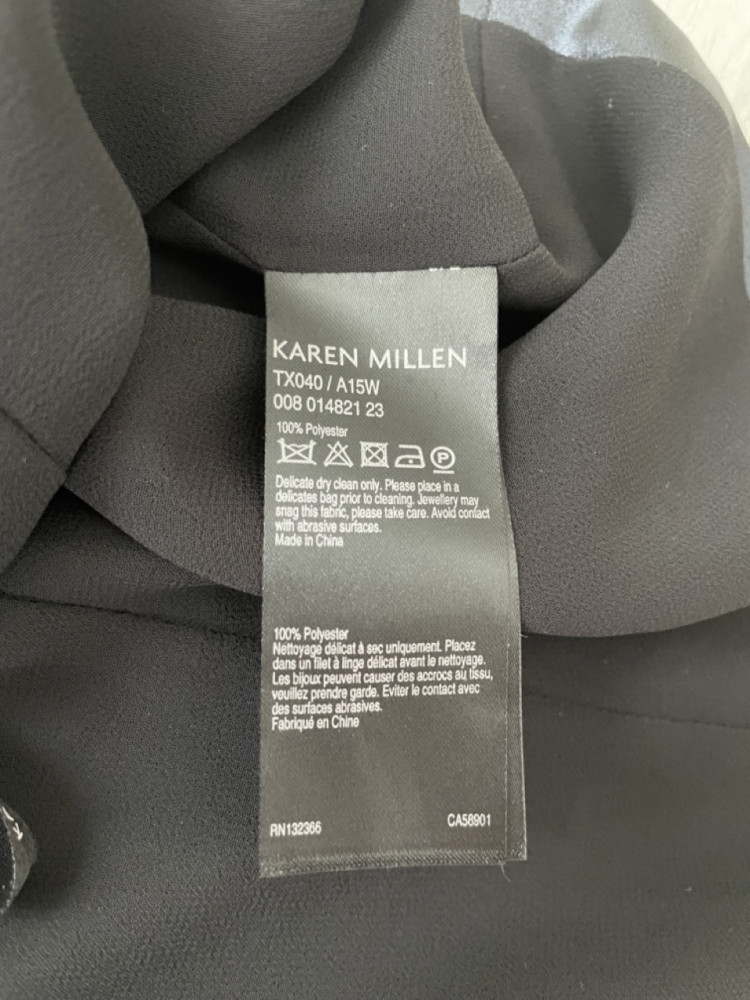 KAREN MILLEN
TX040 / A15W
008 014821 23
100% Polyester
P
Delicate dry clean only. Please place in a
delicates bag prior to cleaning. Jewellery may
snag this fabric, please take care. Avoid contact
with abrasive surfaces.
Made in China
100% Polyester
Nettoyage délicat à sec uniquement. Placez
dans un filet à linge délicat avant le nettoyage.
Les bijoux peuvent causer des accrocs au tissu,
veuillez prendre garde. Eviter le contact avec
des surfaces abrasives.
Fabriqué en Chine
RN132366 CA58901